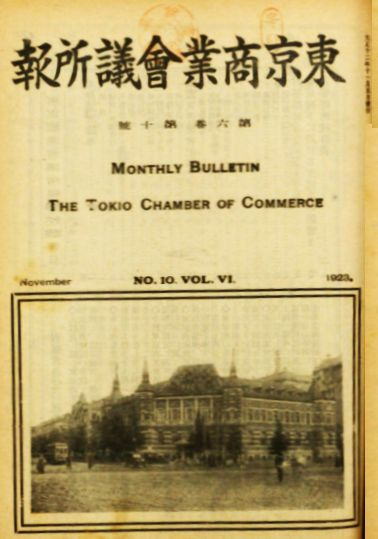 東京商業會議所報
第六卷 第十號
MONTHLY BULLETIN
THE TOKIO CHAMBER OF COMMERCE
November NO. 10. VOL. VI. 1923.